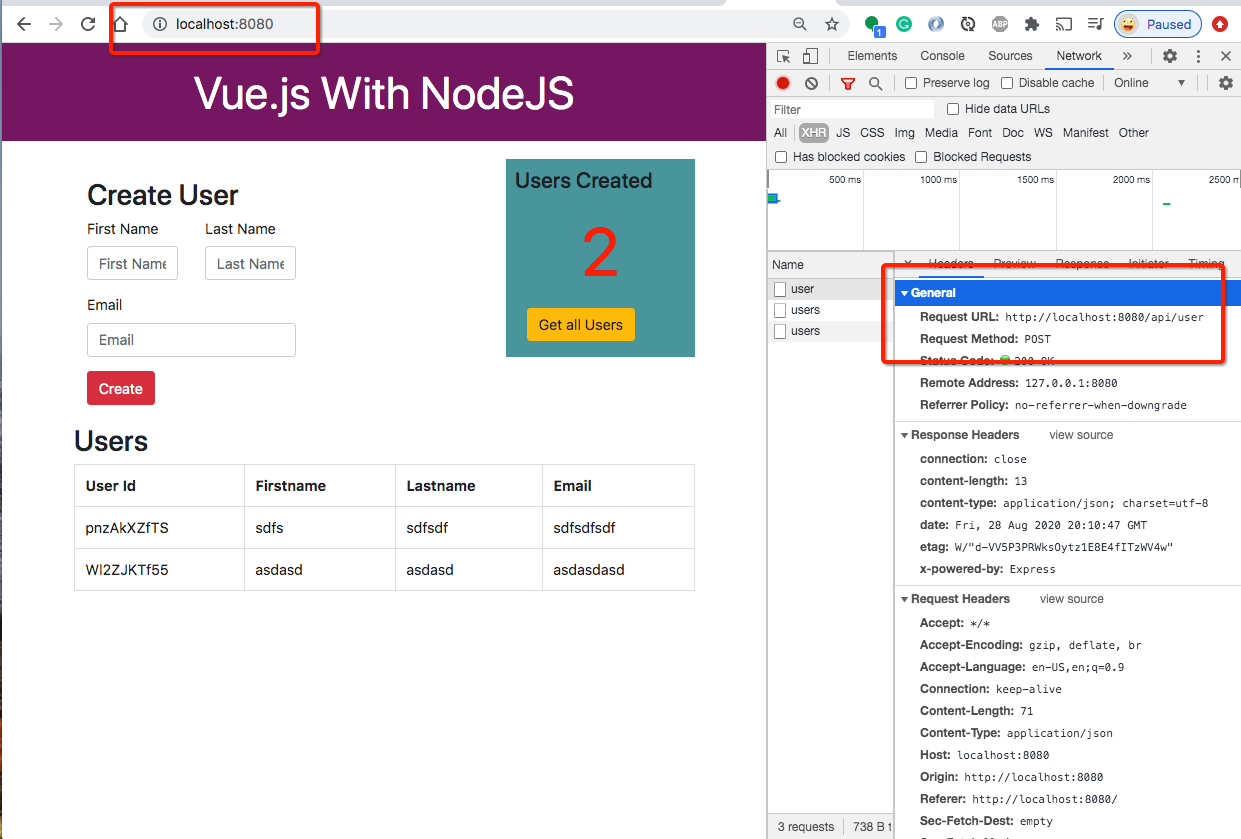 localhost:8080
ABP
1
Paused
Vue.js With NodeJS
Create User
First Name Last Name
First Name Last Name
Email
Email
Create
Users Created
2
Get all Users
Users
User Id Firstname Lastname Email
pnzAkXZfTS sdfs sdfsdf sdfsdfsdf
Wl2ZJKTf55 asdasd asdasd asdasdasd
Elements Console Sources Network
Preserve log Disable cache Online
Filter Hide data URLs
All XHR JS CSS Img Media Font Doc WS Manifest Other
Has blocked cookies Blocked Requests
500 ms 1000 ms 1500 ms 2000 ms 2500 m
Name
user
users
users
3 requests 738 B t
Headers Preview Response Initiator Timing
General
Request URL: http://localhost:8080/api/user
Request Method: POST
Status Code: 200 OK
Remote Address: 127.0.0.1:8080
Referrer Policy: no-referrer-when-downgrade
Response Headers view source
connection: close
content-length: 13
content-type: application/json; charset=utf-8
date: Fri, 28 Aug 2020 20:10:47 GMT
etag: W/"d-VV5P3PRWksOytz1E8E4fITzWV4w"
x-powered-by: Express
Request Headers view source
Accept: */*
Accept-Encoding: gzip, deflate, br
Accept-Language: en-US,en;q=0.9
Connection: keep-alive
Content-Length: 71
Content-Type: application/json
Host: localhost:8080
Origin: http://localhost:8080
Referer: http://localhost:8080/
Sec-Fetch-Dest: empty